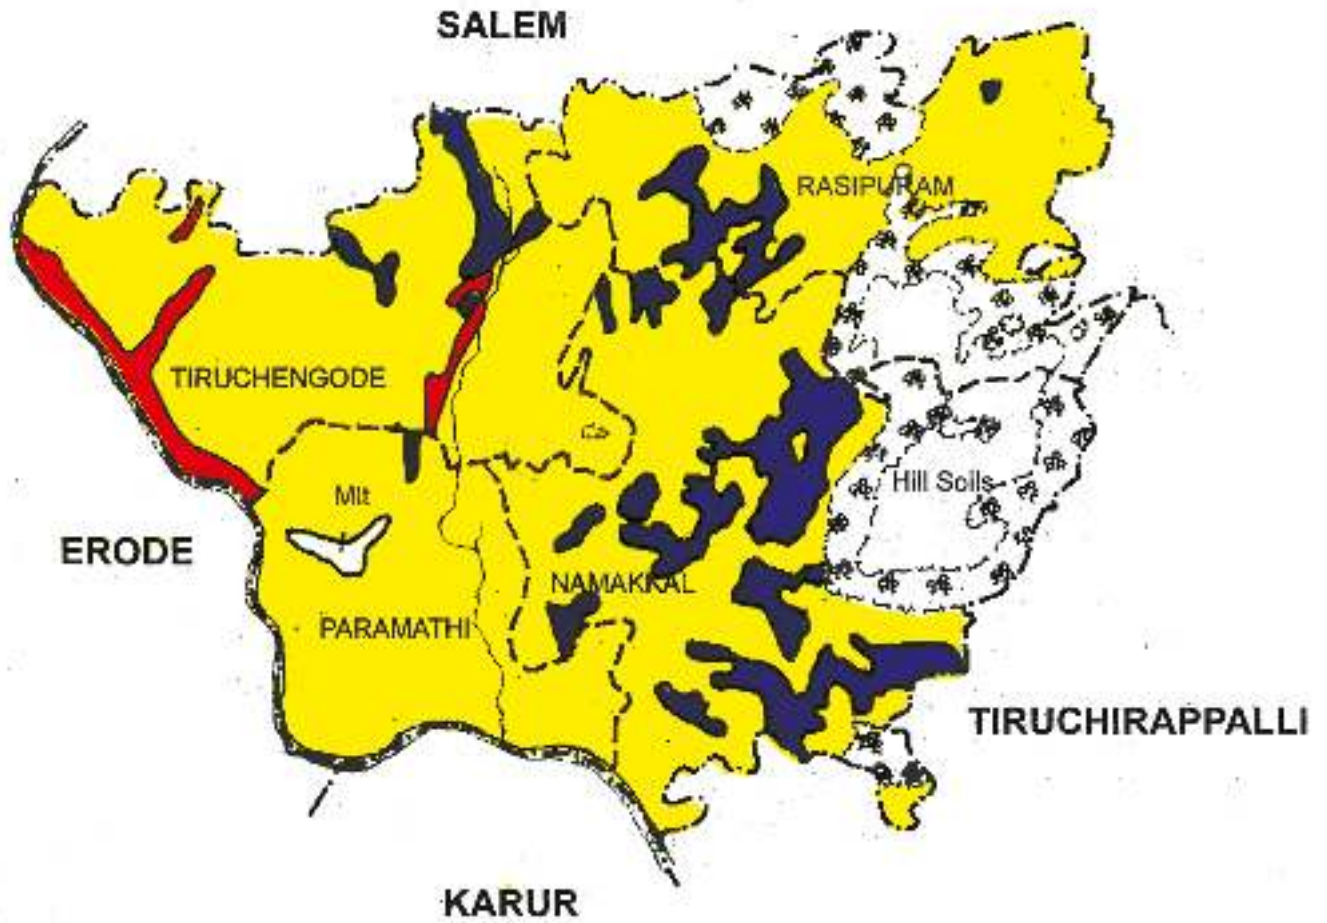 SALEM
RASIPURAM
TIRUCHENGODE
Hill Soils
Mlt
ERODE
NAMAKKAL
PARAMATHI
TIRUCHIRAPPALLI
KARUR